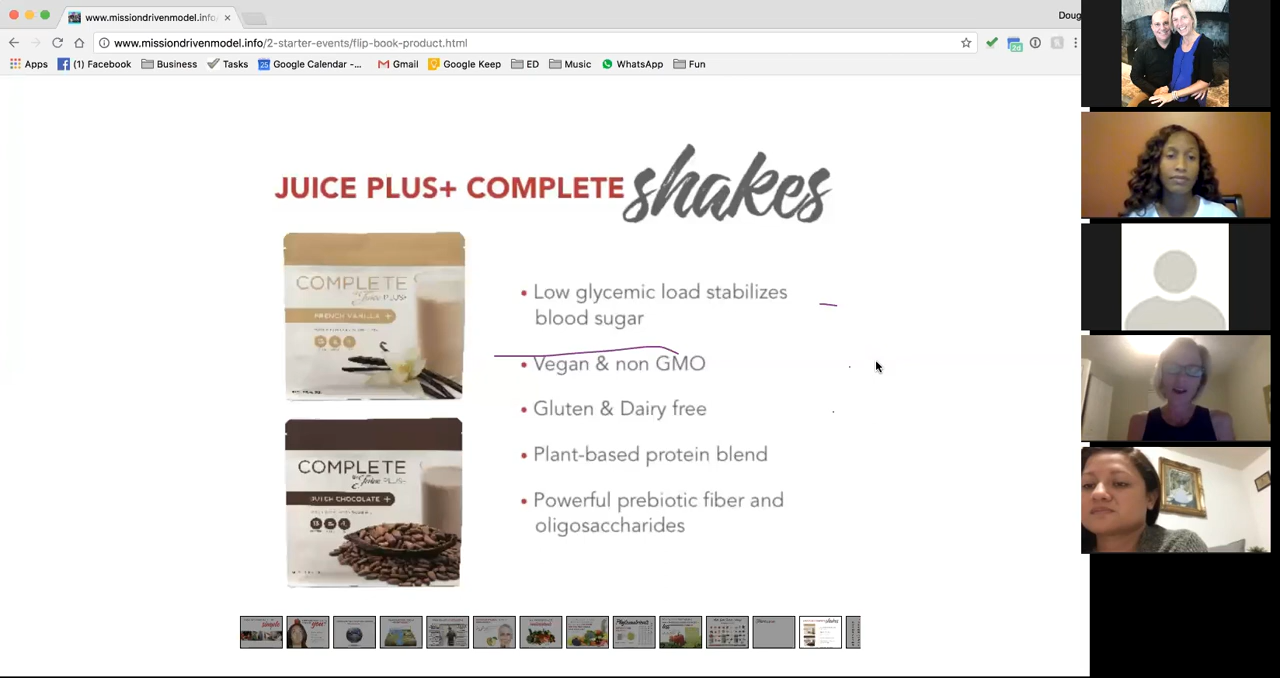 www.missiondrivenmodel.info
Doug
www.missiondrivenmodel.info/2-starter-events/flip-book-product.html
Apps (1) Facebook Business Tasks Google Calendar -... Gmail Google Keep ED Music WhatsApp Fun
JUICE PLUS+ COMPLETE shakes
COMPLETE
by Juice PLUS+
FRENCH VANILLA +
• Low glycemic load stabilizes
blood sugar
• Vegan & non GMO
• Gluten & Dairy free
COMPLETE
by Juice PLUS+
DUTCH CHOCOLATE +
• Plant-based protein blend
• Powerful prebiotic fiber and
oligosaccharides